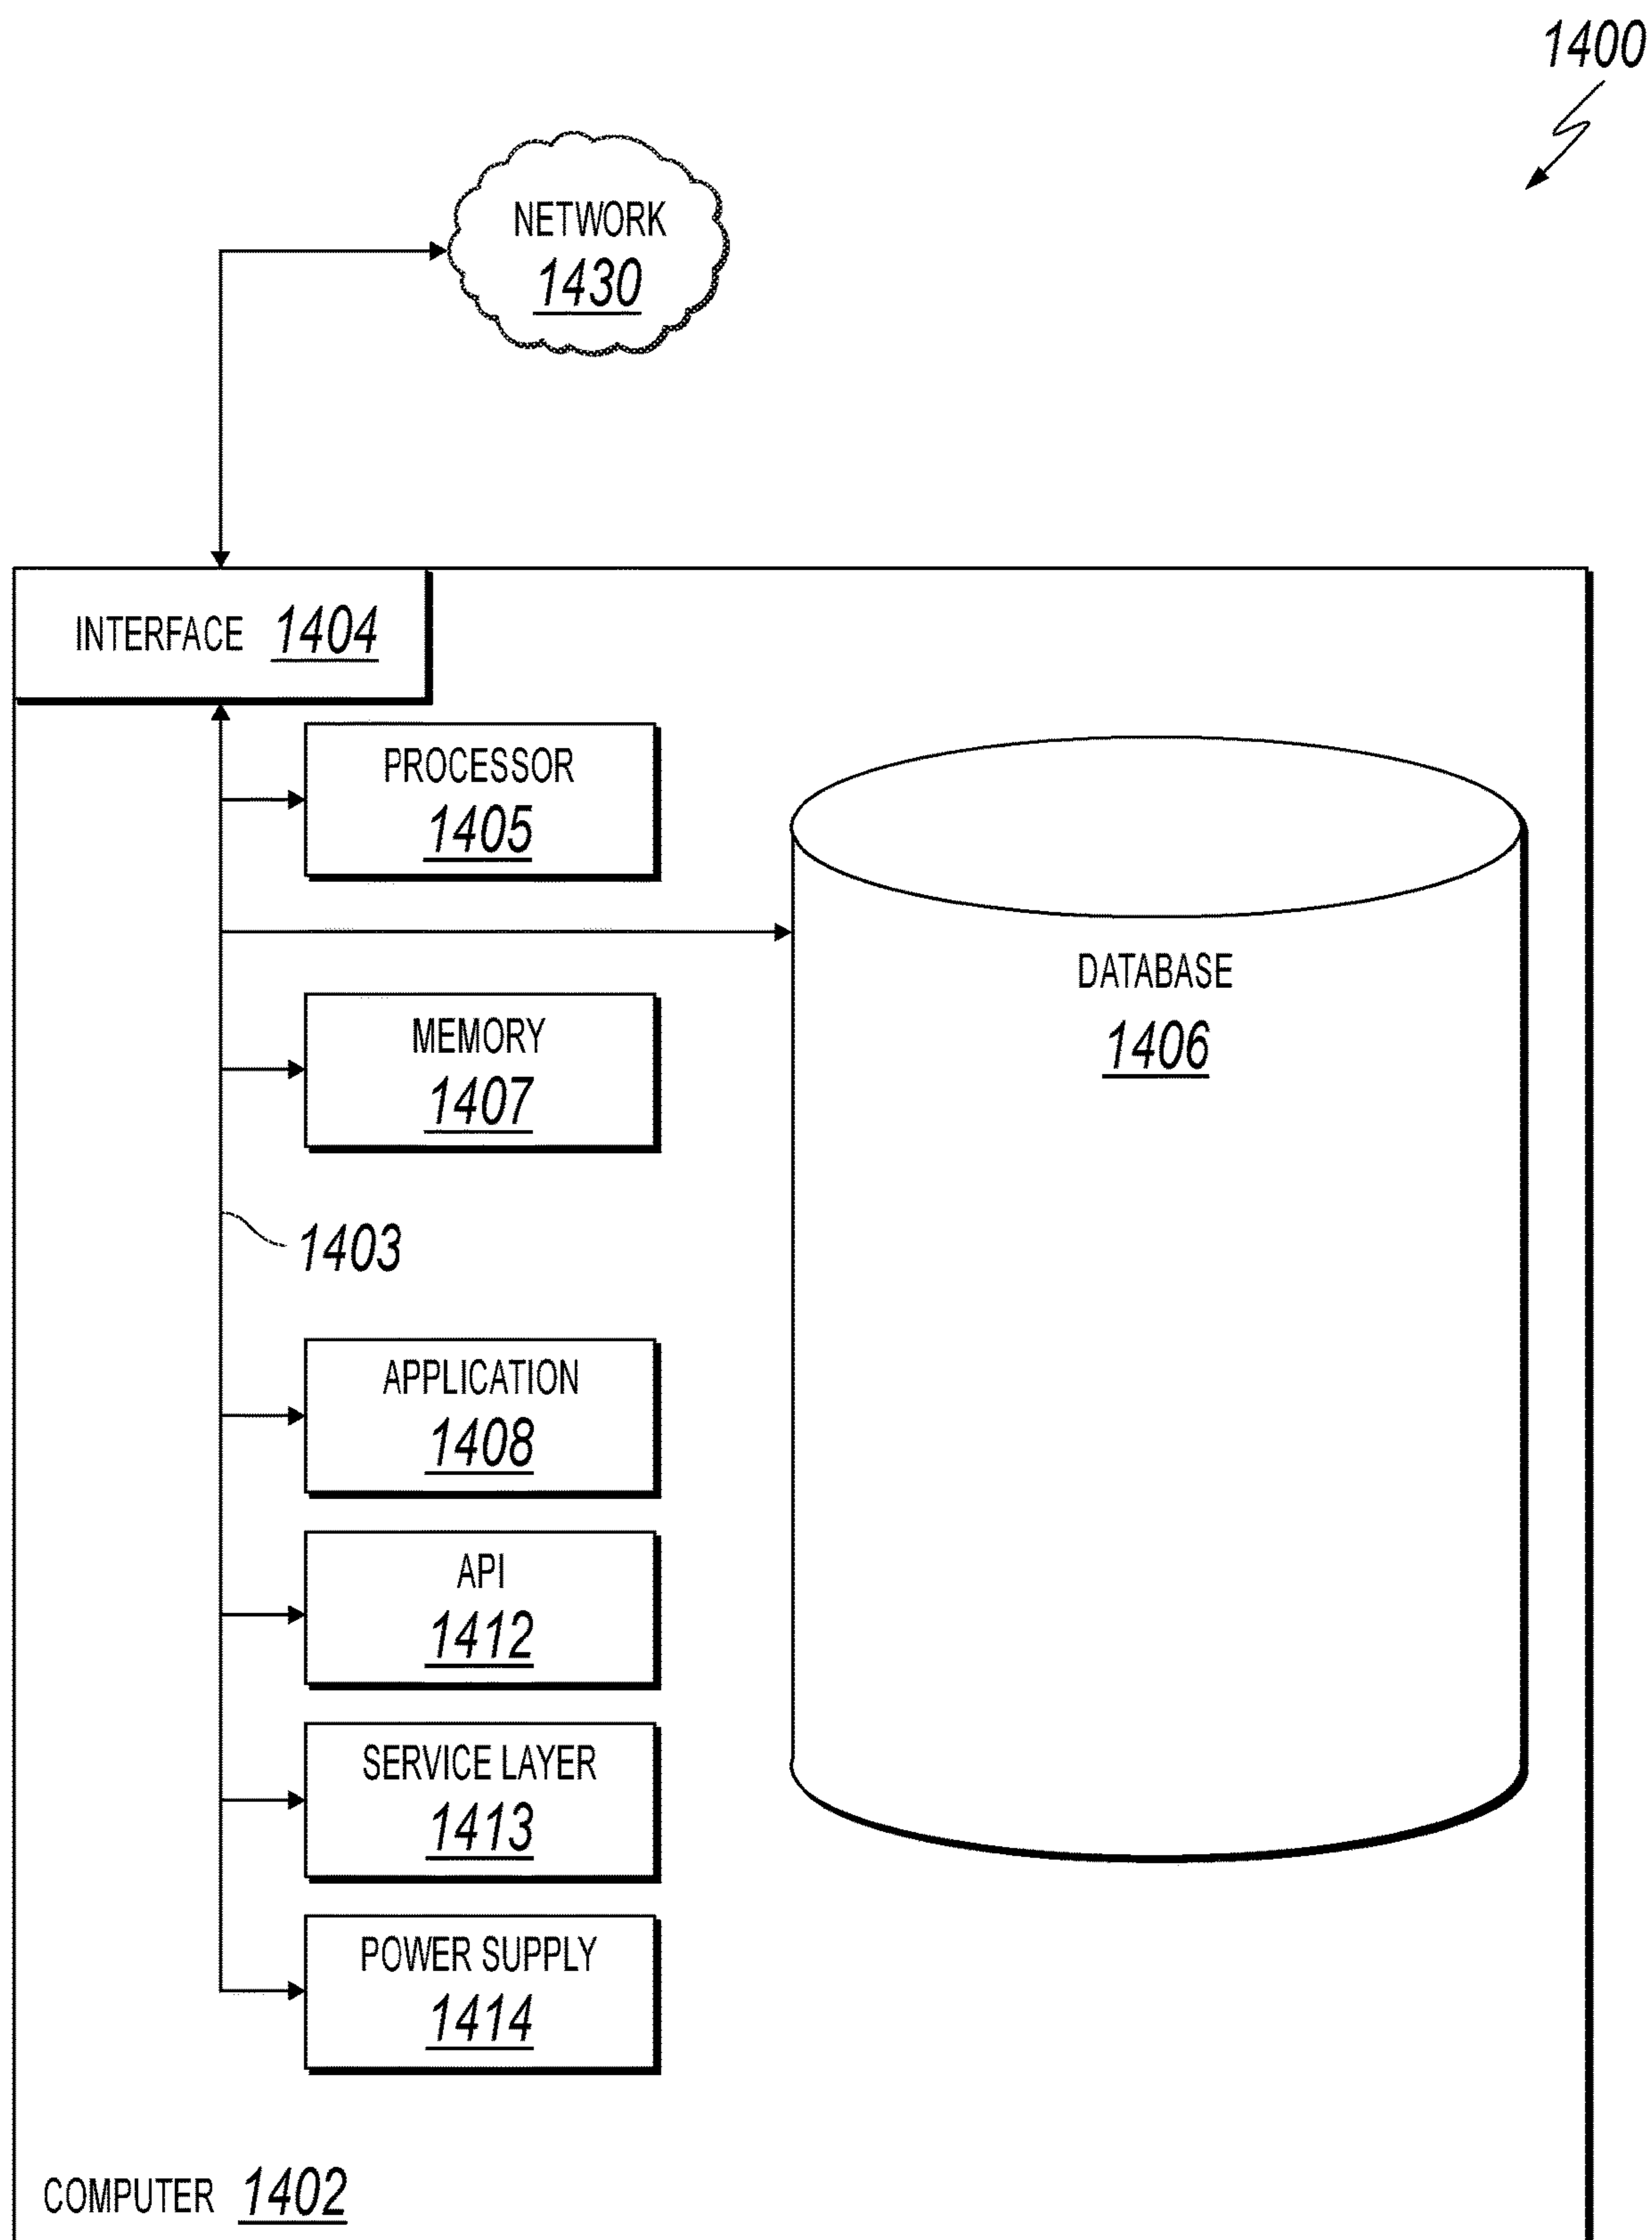 1400
NETWORK
1430
INTERFACE 1404
PROCESSOR
1405
DATABASE
1406
MEMORY
1407
1403
APPLICATION
1408
API
1412
SERVICE LAYER
1413
POWER SUPPLY
1414
COMPUTER 1402